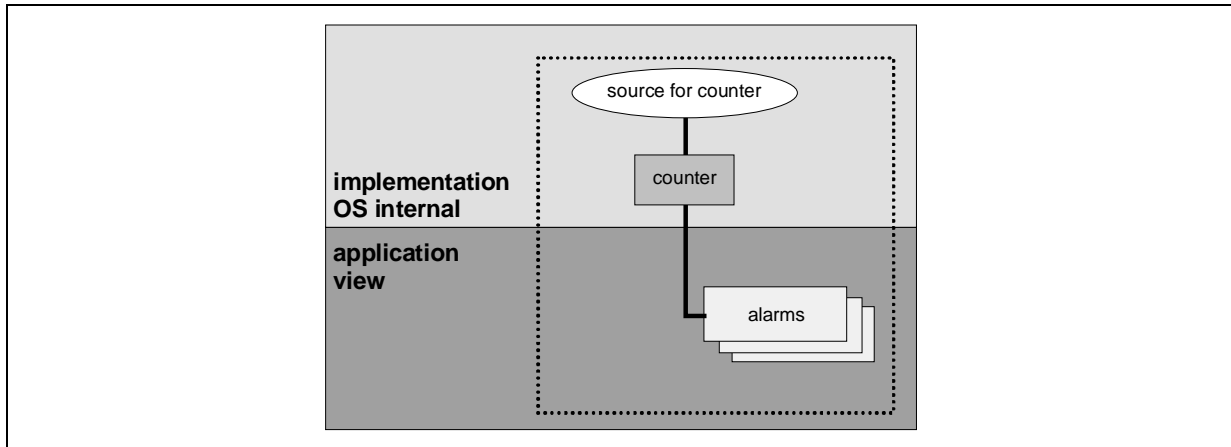 source for counter
counter
implementation
OS internal
application
view
alarms